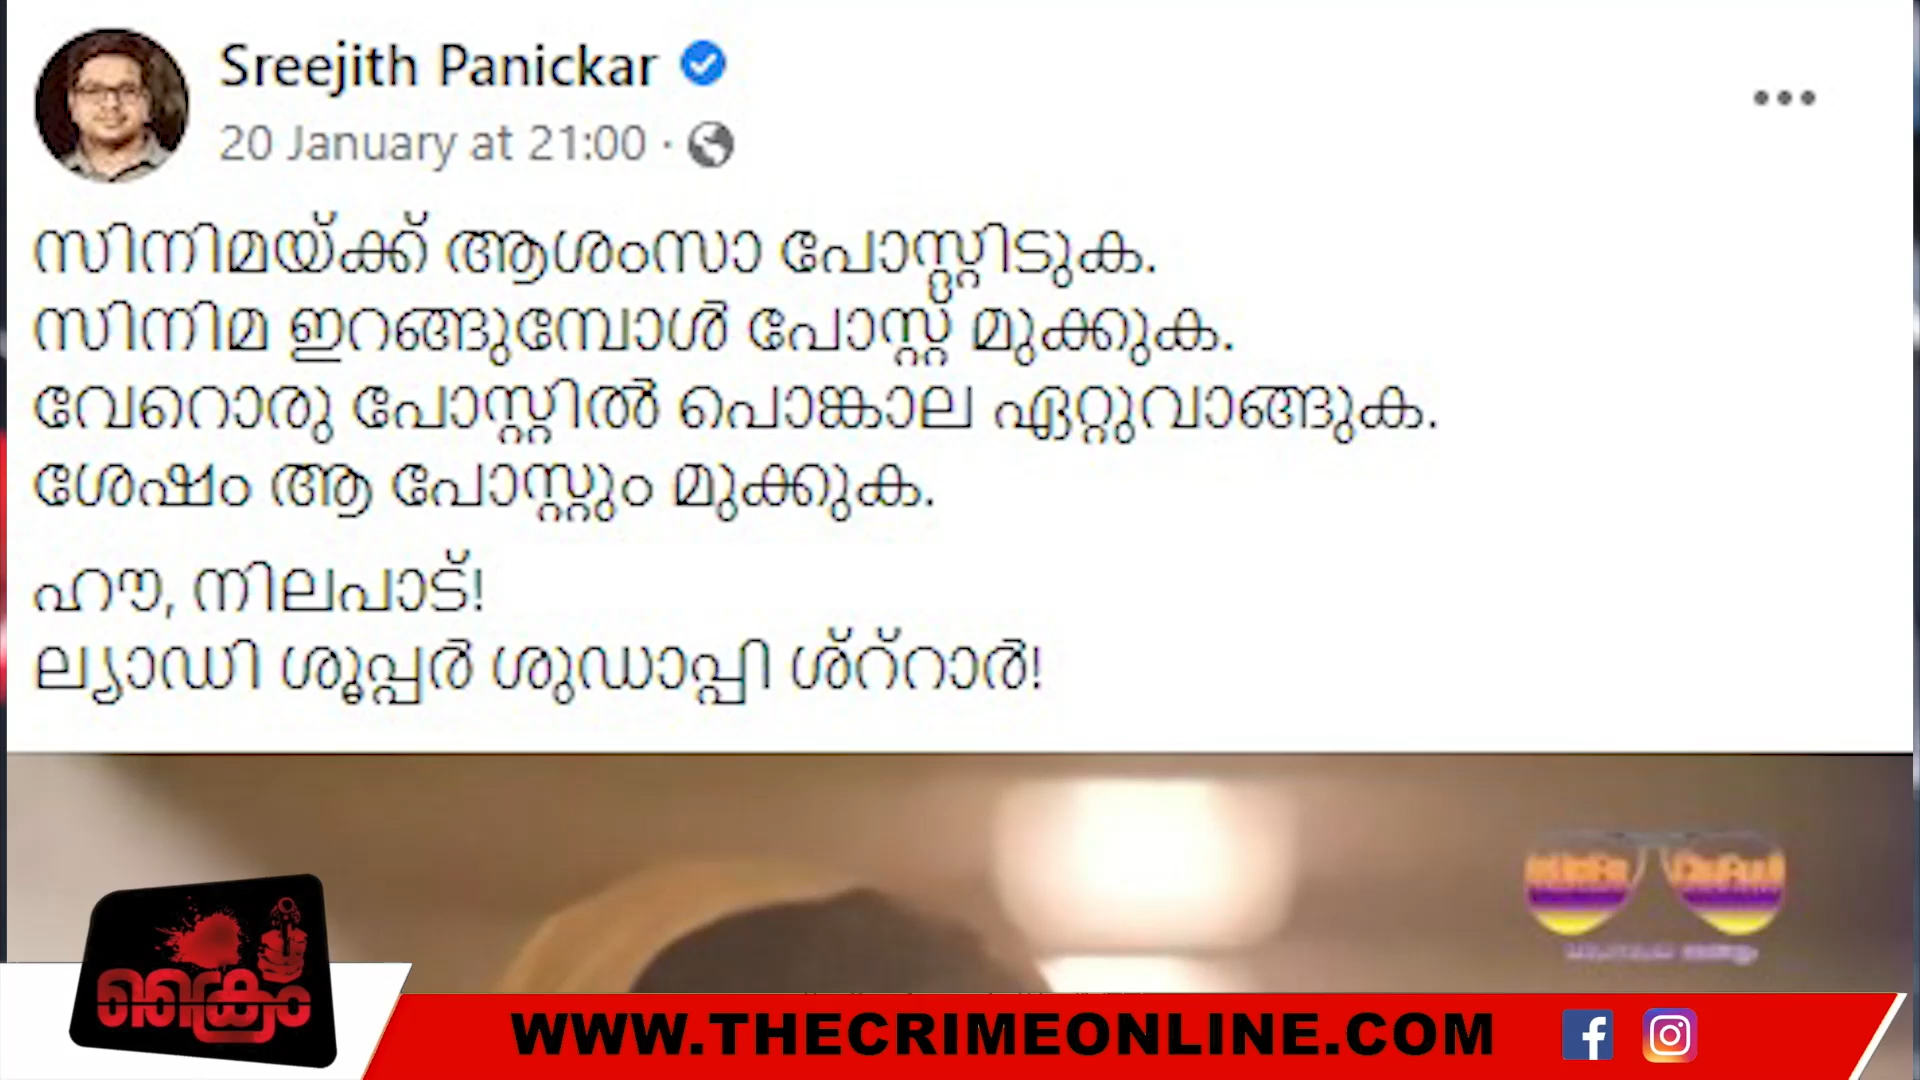 Sreejith Panickar
20 January at 21:00 ·
സിനിമയ്ക്ക് ആശംസാ പോസ്റ്റിടുക.
സിനിമ ഇറങ്ങുമ്പോൾ പോസ്റ്റ് മുക്കുക.
വേറൊരു പോസ്റ്റിൽ പൊങ്കാല ഏറ്റുവാങ്ങുക.
ശേഷം ആ പോസ്റ്റും മുക്കുക.
ഹൗ, നിലപാട്!
ല്യാഡി ശൂപ്പർ ശുഡാപ്പി ശ്റ്റാർ!
ക്രൈം
WWW.THECRIMEONLINE.COM